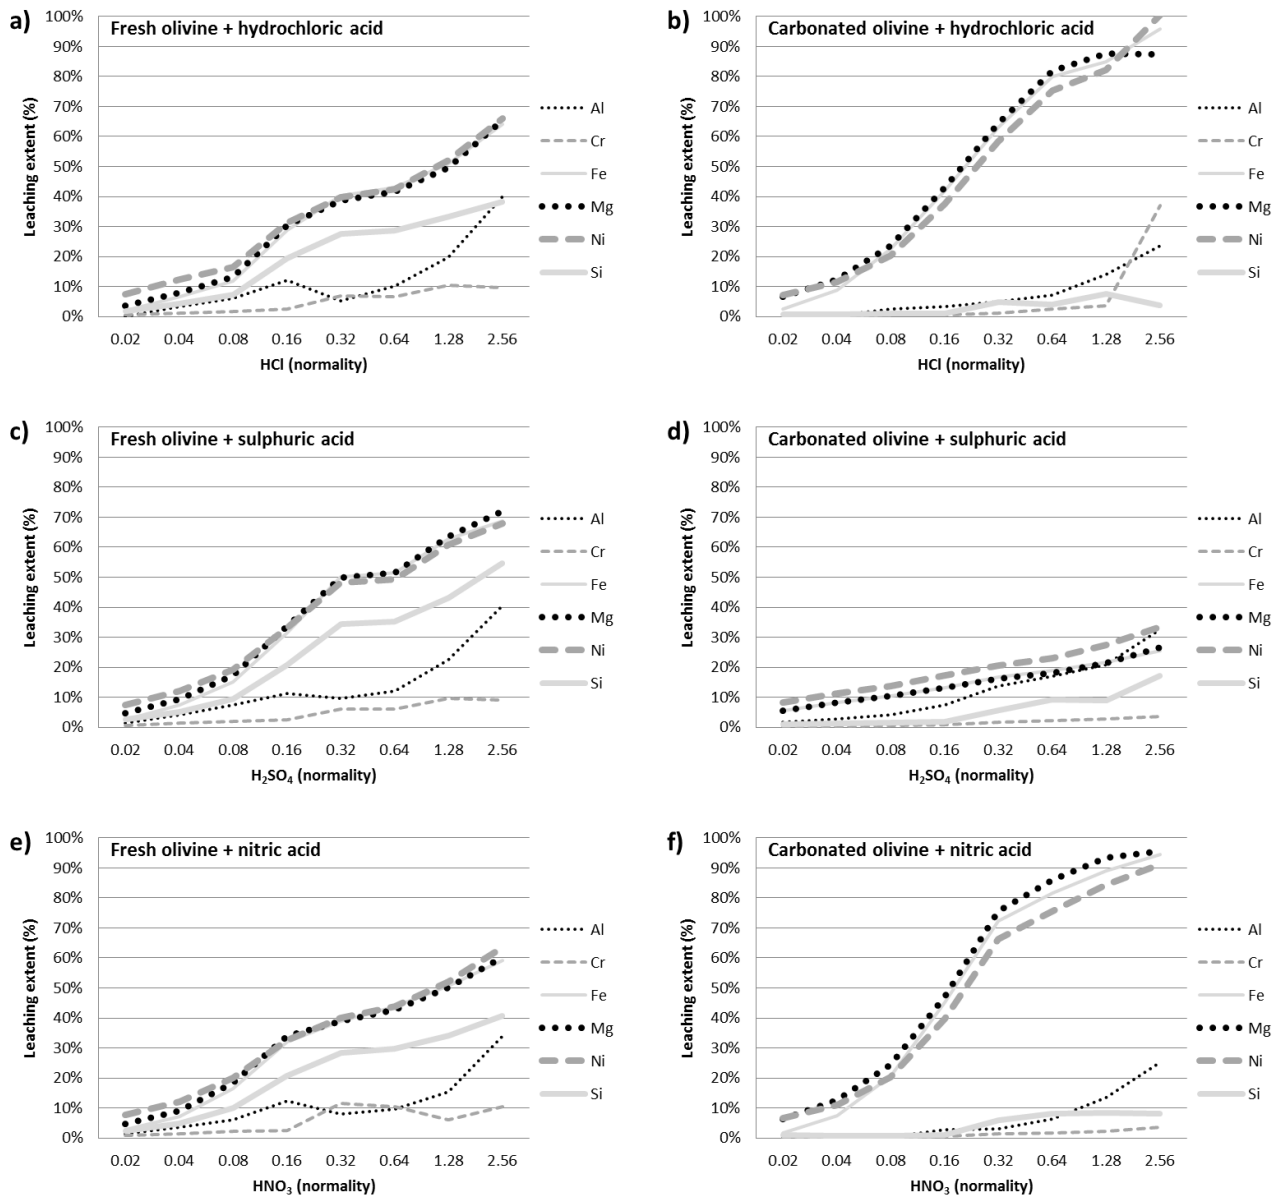 a)
Fresh olivine + hydrochloric acid
100%
90%
80%
70%
60%
50%
40%
30%
20%
10%
0%
Leaching extent (%)
0.02 0.04 0.08 0.16 0.32 0.64 1.28 2.56
HCl (normality)
Al
Cr
Fe
Mg
Ni
Si
b)
Carbonated olivine + hydrochloric acid
100%
90%
80%
70%
60%
50%
40%
30%
20%
10%
0%
Leaching extent (%)
0.02 0.04 0.08 0.16 0.32 0.64 1.28 2.56
HCl (normality)
Al
Cr
Fe
Mg
Ni
Si
c)
Fresh olivine + sulphuric acid
100%
90%
80%
70%
60%
50%
40%
30%
20%
10%
0%
Leaching extent (%)
0.02 0.04 0.08 0.16 0.32 0.64 1.28 2.56
H₂SO₄ (normality)
Al
Cr
Fe
Mg
Ni
Si
d)
Carbonated olivine + sulphuric acid
100%
90%
80%
70%
60%
50%
40%
30%
20%
10%
0%
Leaching extent (%)
0.02 0.04 0.08 0.16 0.32 0.64 1.28 2.56
H₂SO₄ (normality)
Al
Cr
Fe
Mg
Ni
Si
e)
Fresh olivine + nitric acid
100%
90%
80%
70%
60%
50%
40%
30%
20%
10%
0%
Leaching extent (%)
0.02 0.04 0.08 0.16 0.32 0.64 1.28 2.56
HNO₃ (normality)
Al
Cr
Fe
Mg
Ni
Si
f)
Carbonated olivine + nitric acid
100%
90%
80%
70%
60%
50%
40%
30%
20%
10%
0%
Leaching extent (%)
0.02 0.04 0.08 0.16 0.32 0.64 1.28 2.56
HNO₃ (normality)
Al
Cr
Fe
Mg
Ni
Si